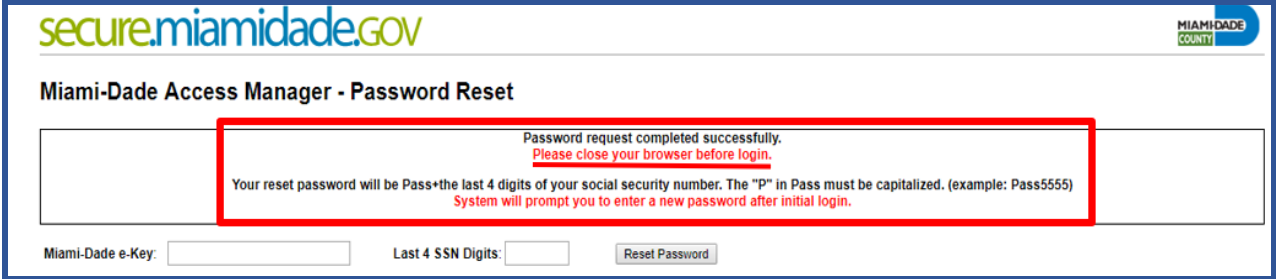 secure.miamidade.GOV
MIAMI-DADE
COUNTY
Miami-Dade Access Manager - Password Reset
Password request completed successfully.
Please close your browser before login.
Your reset password will be Pass+the last 4 digits of your social security number. The "P" in Pass must be capitalized. (example: Pass5555)
System will prompt you to enter a new password after initial login.
Miami-Dade e-Key: Last 4 SSN Digits: Reset Password